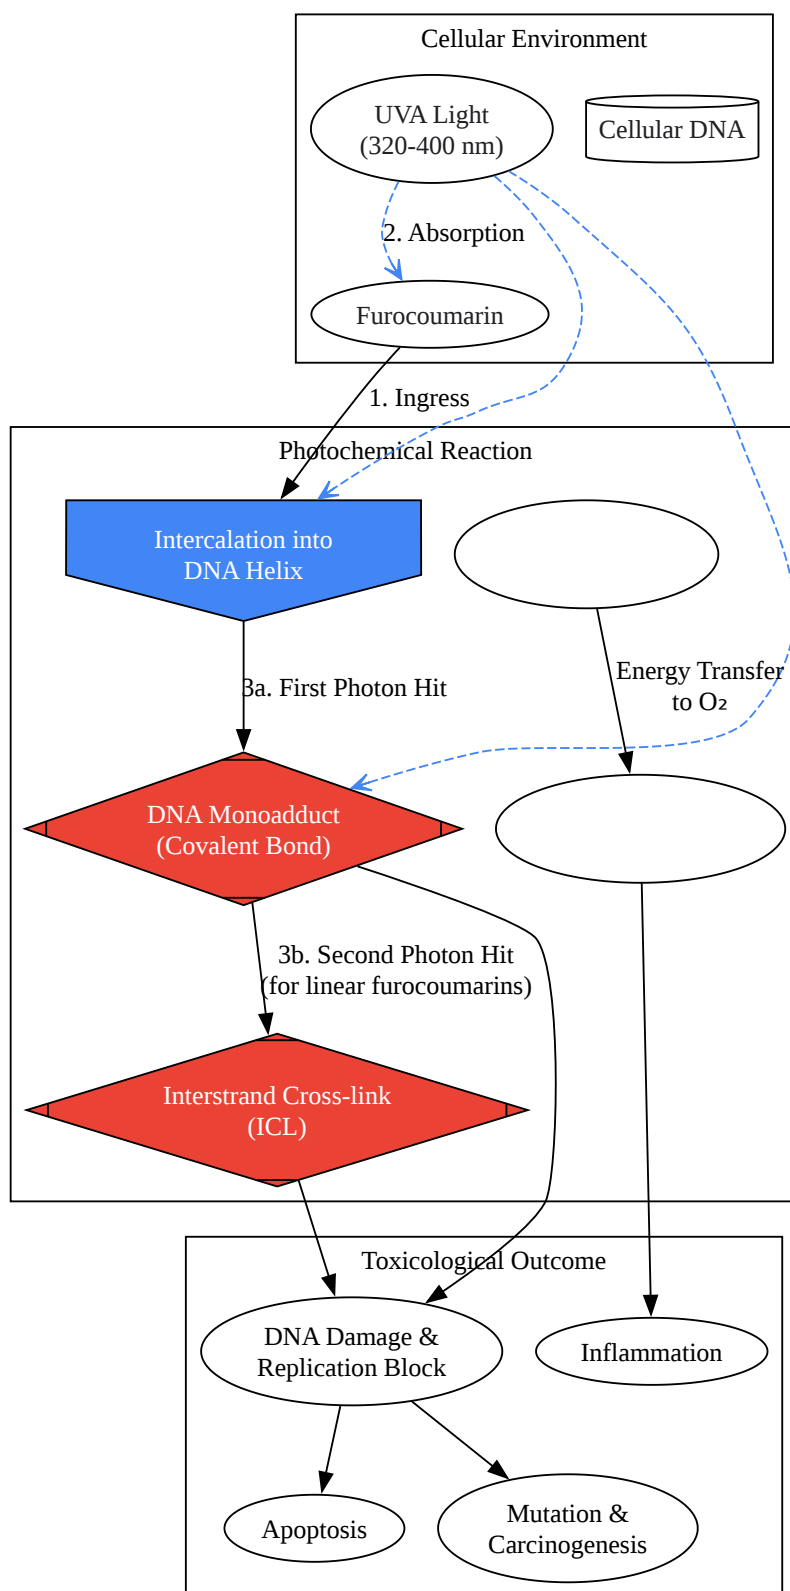 Cellular Environment
UVA Light
(320-400 nm)
Cellular DNA
2. Absorption
Furocoumarin
1. Ingress
Photochemical Reaction
Intercalation into
DNA Helix
3a. First Photon Hit
Energy Transfer
to O₂
DNA Monoadduct
(Covalent Bond)
3b. Second Photon Hit
(for linear furocoumarins)
Interstrand Cross-link
(ICL)
Toxicological Outcome
DNA Damage &
Replication Block
Inflammation
Apoptosis
Mutation &
Carcinogenesis